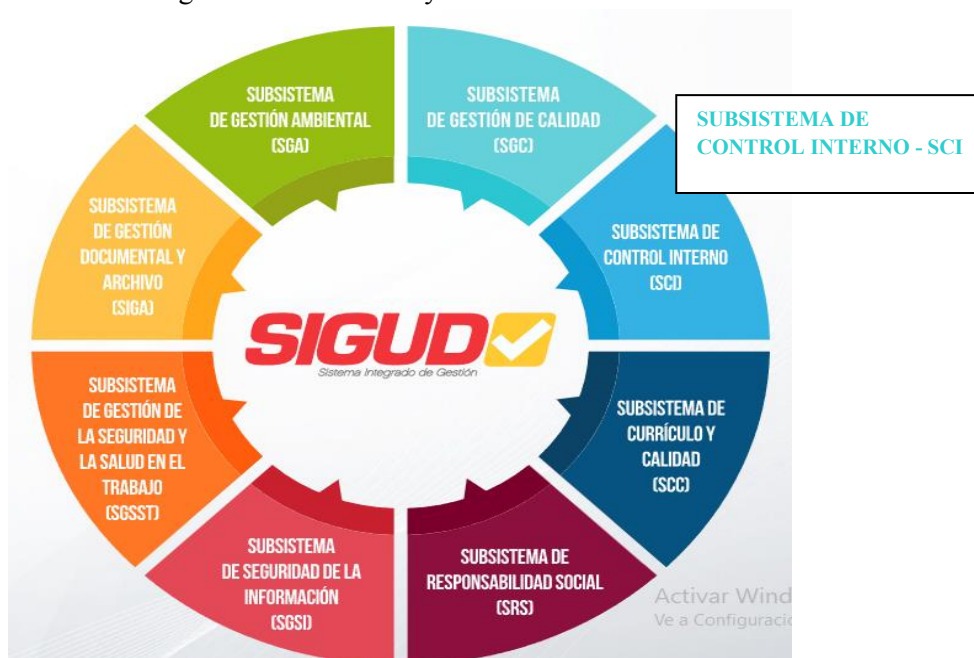 SUBSISTEMA
DE GESTIÓN AMBIENTAL
(SGA)
SUBSISTEMA
DE GESTIÓN DE CALIDAD
(SGC)
SUBSISTEMA DE
CONTROL INTERNO - SCI
SUBSISTEMA DE
CONTROL INTERNO
(SCI)
SUBSISTEMA DE
CURRÍCULO Y
CALIDAD
(SCC)
SUBSISTEMA DE
RESPONSABILIDAD SOCIAL
(SRS)
SUBSISTEMA
DE SEGURIDAD DE LA
INFORMACIÓN
(SGSI)
SUBSISTEMA
DE GESTIÓN DE
LA SEGURIDAD Y
LA SALUD EN EL
TRABAJO
(SGSST)
SUBSISTEMA
DE GESTIÓN
DOCUMENTAL Y
ARCHIVO
(SIGA)
SIGUD
Sistema Integrado de Gestión
Activar Wind
Ve a Configuració